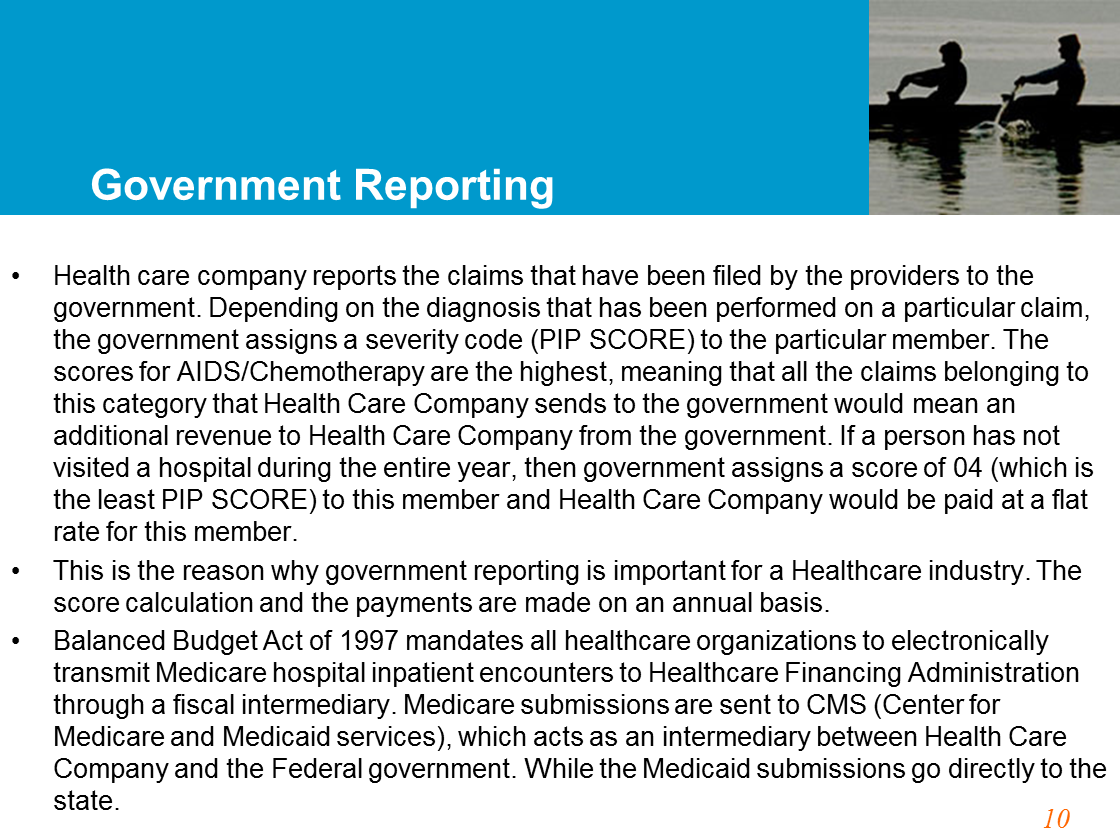 Government Reporting
• Health care company reports the claims that have been filed by the providers to the
government. Depending on the diagnosis that has been performed on a particular claim,
the government assigns a severity code (PIP SCORE) to the particular member. The
scores for AIDS/Chemotherapy are the highest, meaning that all the claims belonging to
this category that Health Care Company sends to the government would mean an
additional revenue to Health Care Company from the government. If a person has not
visited a hospital during the entire year, then government assigns a score of 04 (which is
the least PIP SCORE) to this member and Health Care Company would be paid at a flat
rate for this member.
• This is the reason why government reporting is important for a Healthcare industry. The
score calculation and the payments are made on an annual basis.
• Balanced Budget Act of 1997 mandates all healthcare organizations to electronically
transmit Medicare hospital inpatient encounters to Healthcare Financing Administration
through a fiscal intermediary. Medicare submissions are sent to CMS (Center for
Medicare and Medicaid services), which acts as an intermediary between Health Care
Company and the Federal government. While the Medicaid submissions go directly to the
state.
10